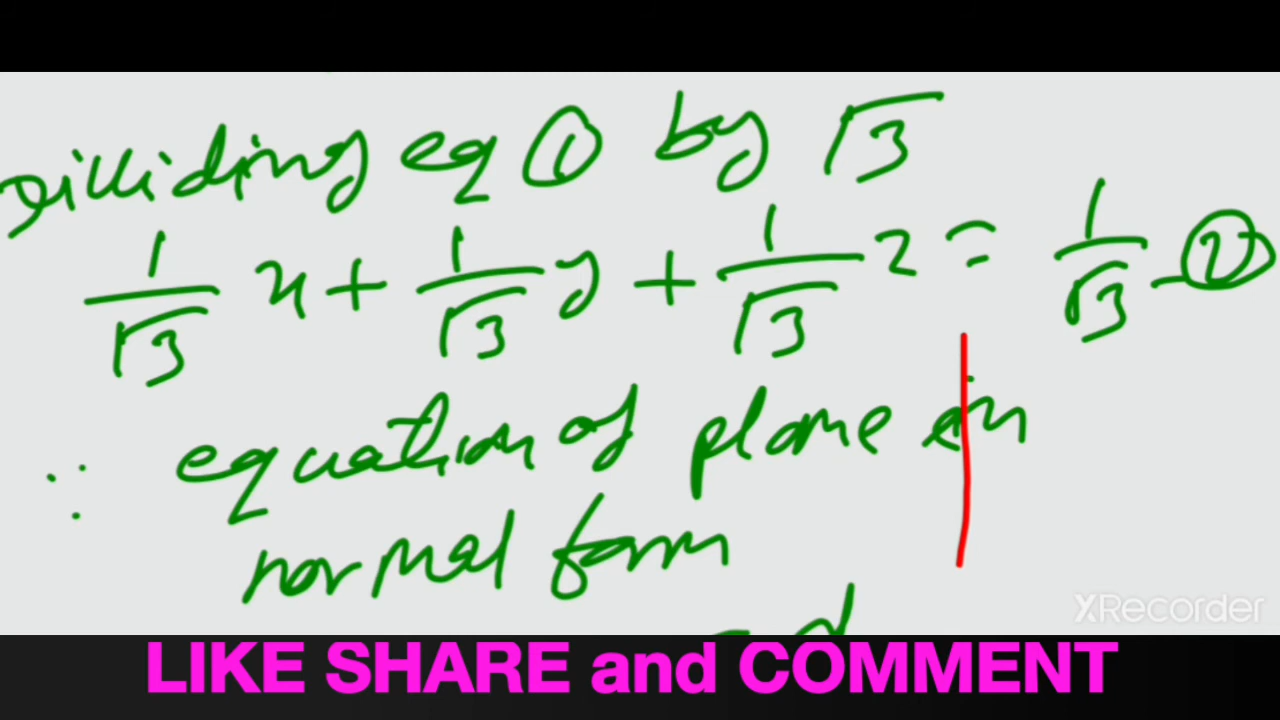 Dividing eq ① by √3
1/√3 x + 1/√3 y + 1/√3 z = 1/√3 - ②
∴ equation of plane in
normal form
XRecorder
LIKE SHARE and COMMENT